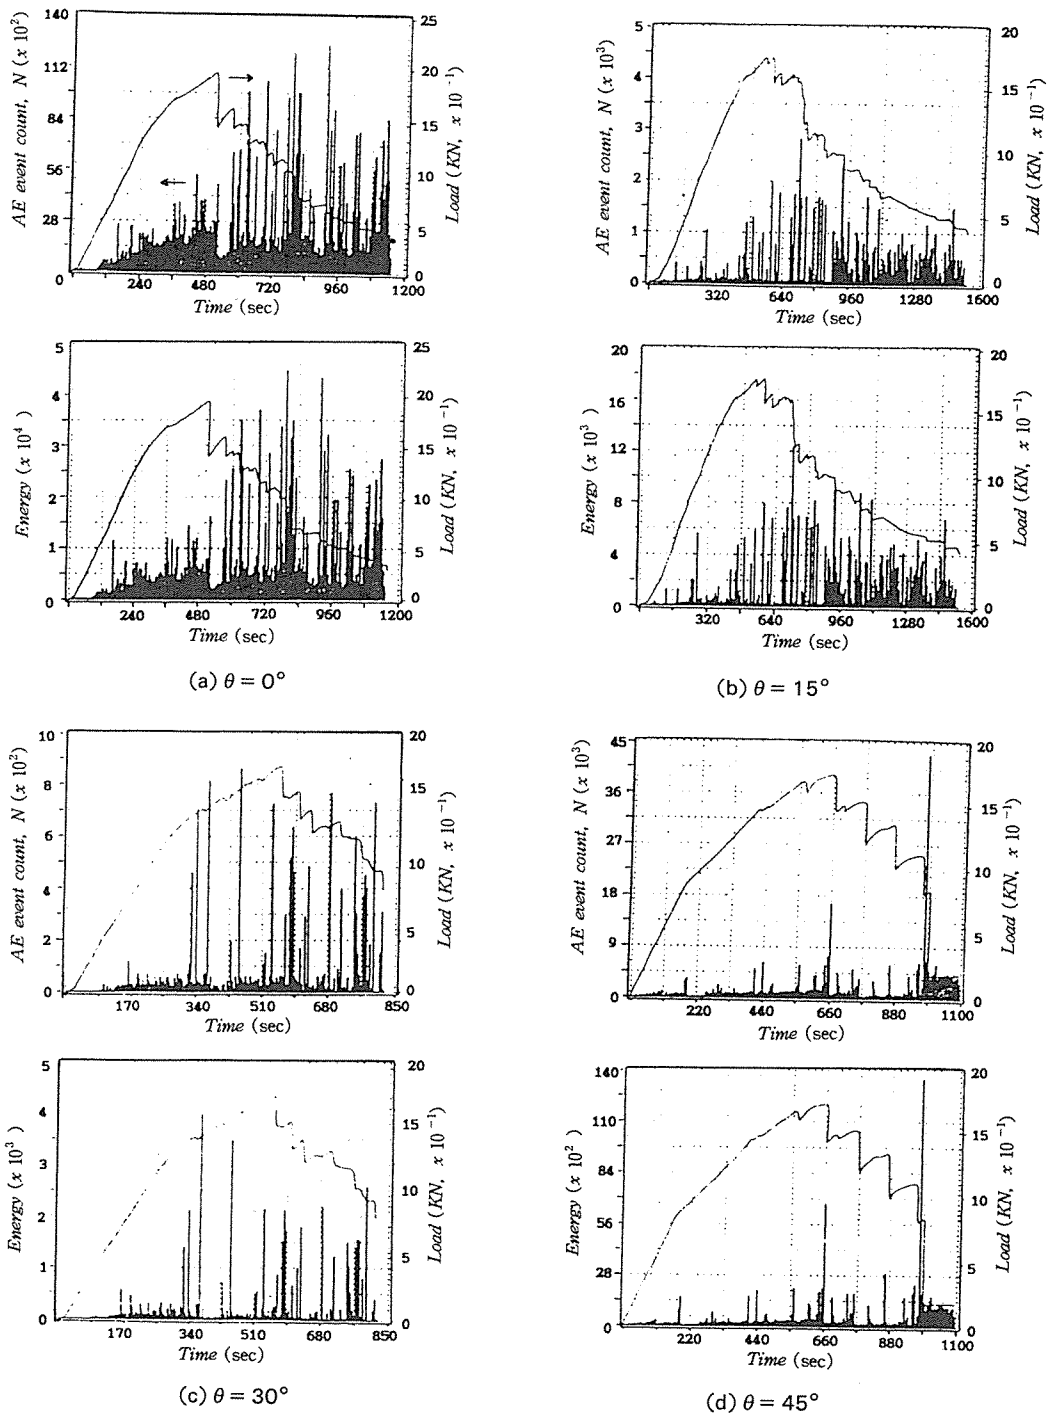 AE event count, N (x 10²)
140
112
84
56
28
0
25
20
15
10
5
0
Load (KN, x 10⁻¹)
240 480 720 960 1200
Time (sec)
AE event count, N (x 10³)
5
4
3
2
1
0
20
15
10
5
0
Load (KN, x 10⁻¹)
320 640 960 1280 1600
Time (sec)
Energy (x 10⁴)
5
4
3
2
1
0
25
20
15
10
5
0
Load (KN, x 10⁻¹)
240 480 720 960 1200
Time (sec)
(a) θ = 0°
Energy (x 10³)
20
16
12
8
4
0
20
15
10
5
0
Load (KN, x 10⁻¹)
320 640 960 1280 1600
Time (sec)
(b) θ = 15°
AE event count, N (x 10²)
10
8
6
4
2
0
20
15
10
5
0
Load (KN, x 10⁻¹)
170 340 510 680 850
Time (sec)
AE event count, N (x 10³)
45
36
27
18
9
0
20
15
10
5
0
Load (KN, x 10⁻¹)
220 440 660 880 1100
Time (sec)
Energy (x 10³)
5
4
3
2
1
0
20
15
10
5
0
Load (KN, x 10⁻¹)
170 340 510 680 850
Time (sec)
(c) θ = 30°
Energy (x 10²)
140
110
84
56
28
0
20
15
10
5
0
Load (KN, x 10⁻¹)
220 440 660 880 1100
Time (sec)
(d) θ = 45°